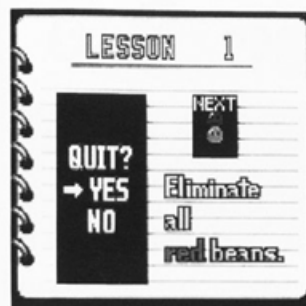 LESSON 1
NEXT
QUIT?
→ YES
NO
Eliminate
all
red beans.